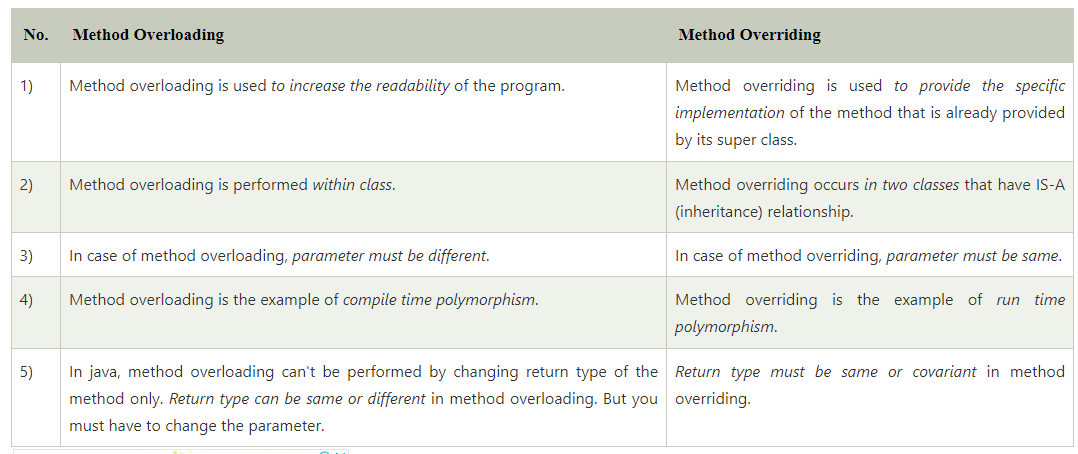 No. Method Overloading Method Overriding
1) Method overloading is used to increase the readability of the program.
Method overriding is used to provide the specific
implementation of the method that is already provided
by its super class.
2) Method overloading is performed within class.
Method overriding occurs in two classes that have IS-A
(inheritance) relationship.
3) In case of method overloading, parameter must be different.
In case of method overriding, parameter must be same.
4) Method overloading is the example of compile time polymorphism.
Method overriding is the example of run time
polymorphism.
5) In java, method overloading can't be performed by changing return type of the
method only. Return type can be same or different in method overloading. But you
must have to change the parameter.
Return type must be same or covariant in method
overriding.